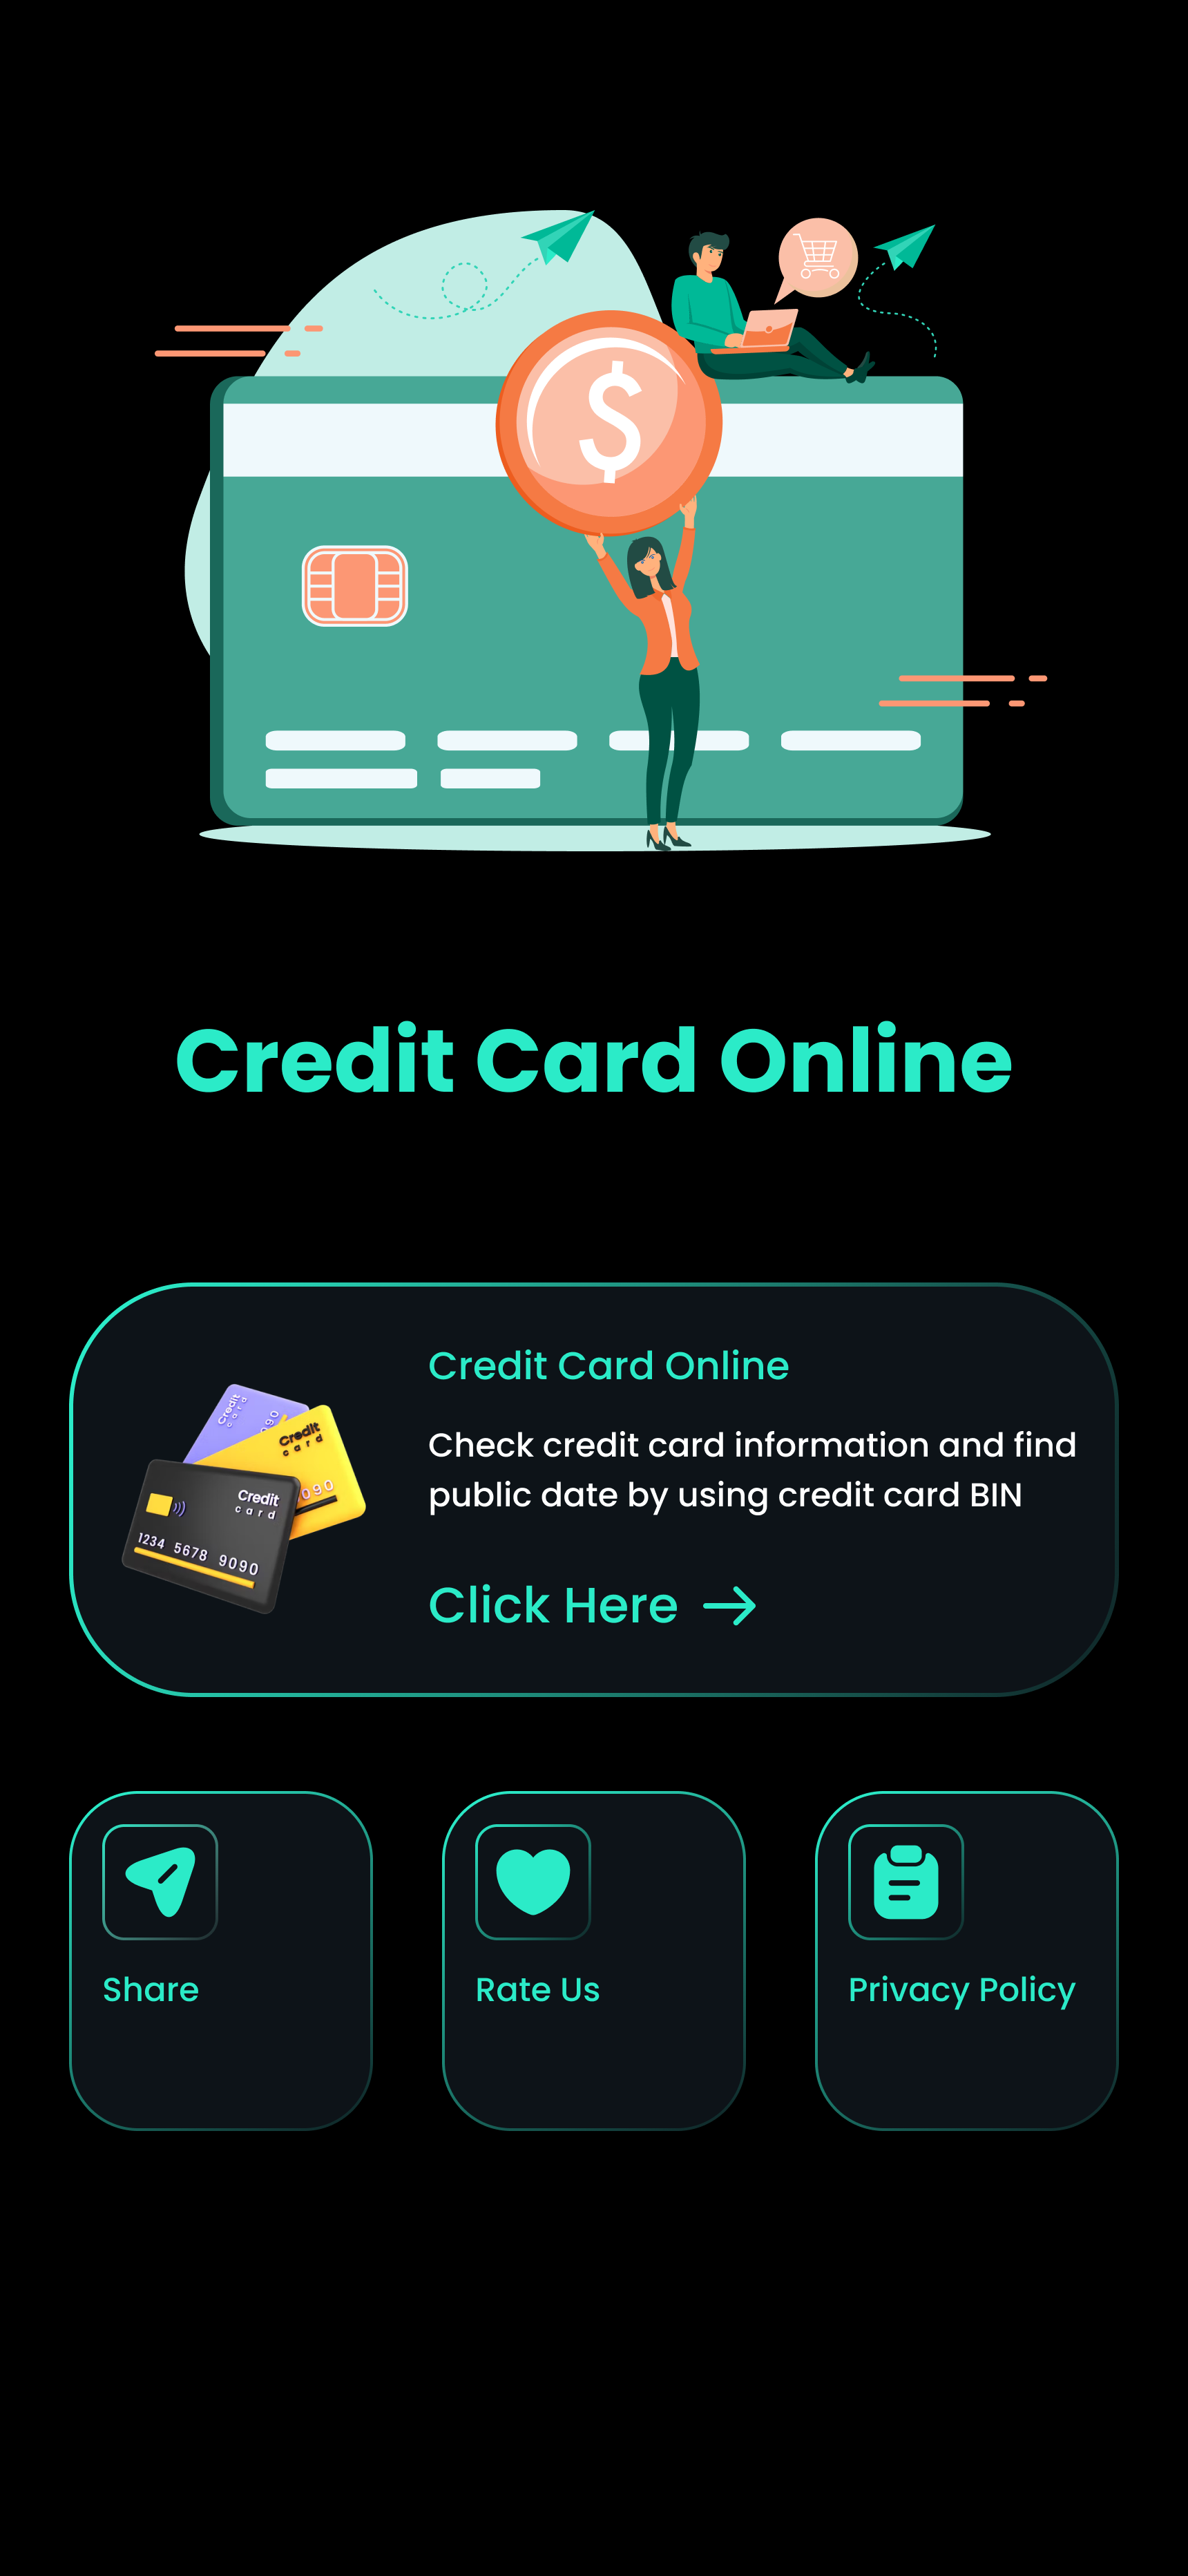 $
Credit Card Online
Credit Card Online
Check credit card information and find
public date by using credit card BIN
Click Here
Credit
card
090
Credit
card
090
Credit
card
1234 5678 9090
Share
Rate Us
Privacy Policy